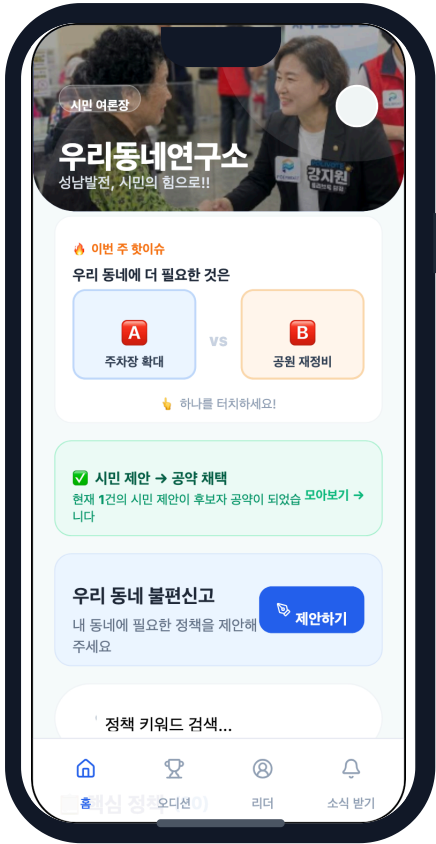 시민 여론장
우리동네연구소
성남발전, 시민의 힘으로!!
강지원
🔥 이번 주 핫이슈
우리 동네에 더 필요한 것은
A
주차장 확대
VS
B
공원 재정비
👆 하나를 터치하세요!
✅ 시민 제안 → 공약 채택
현재 1건의 시민 제안이 후보자 공약이 되었습
니다
모아보기 →
우리 동네 불편신고
내 동네에 필요한 정책을 제안해
주세요
제안하기
정책 키워드 검색...
핵심 정책
홈
오디션
리더
소식 받기